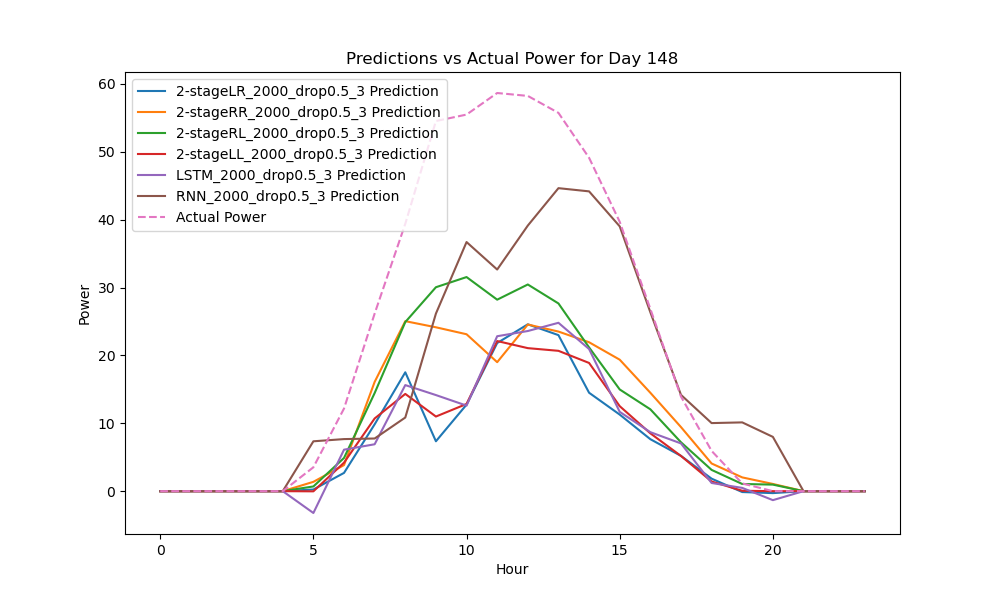 Predictions vs Actual Power for Day 148
60
50
40
30
20
10
0
Power
2-stageLR_2000_drop0.5_3 Prediction
2-stageRR_2000_drop0.5_3 Prediction
2-stageRL_2000_drop0.5_3 Prediction
2-stageLL_2000_drop0.5_3 Prediction
LSTM_2000_drop0.5_3 Prediction
RNN_2000_drop0.5_3 Prediction
Actual Power
0 5 10 15 20
Hour